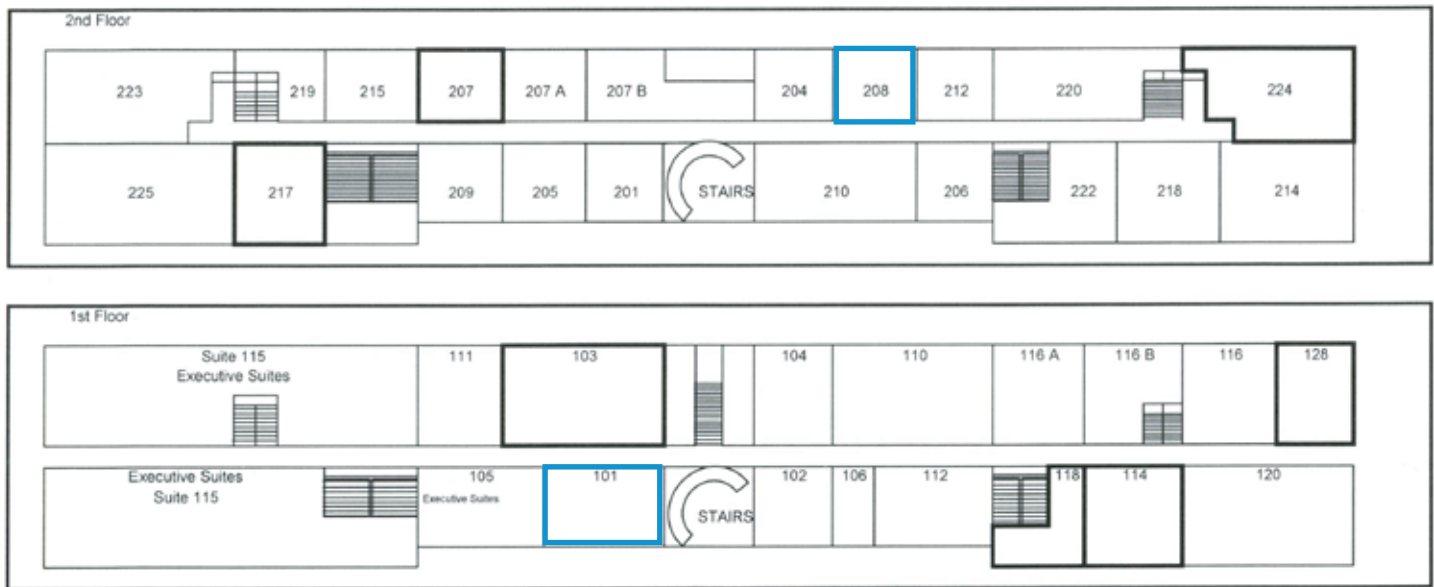 2nd Floor
223
219
215
207
207 A
207 B
204
208
212
220
224
225
217
209
205
201
STAIRS
210
206
222
218
214
1st Floor
Suite 115
Executive Suites
111
103
104
110
116 A
116 B
116
128
Executive Suites
Suite 115
105
Executive Suites
101
STAIRS
102
106
112
118
114
120